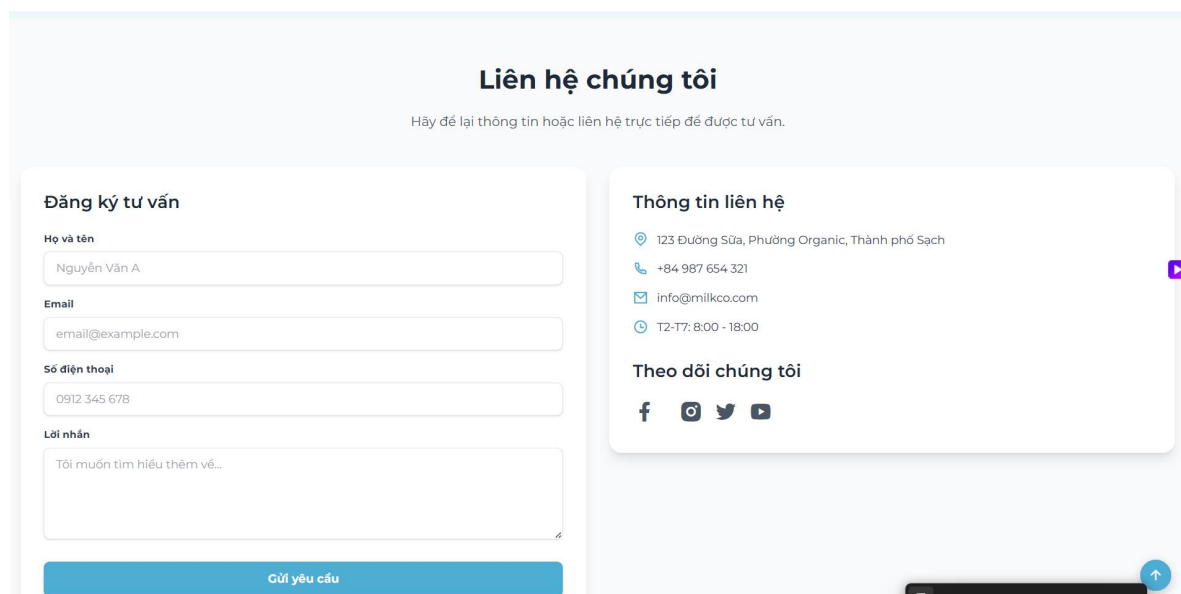 Liên hệ chúng tôi
Hãy để lại thông tin hoặc liên hệ trực tiếp để được tư vấn.
Đăng ký tư vấn
Họ và tên
Nguyễn Văn A
Email
email@example.com
Số điện thoại
0912 345 678
Lời nhắn
Tôi muốn tìm hiểu thêm về...
Gửi yêu cầu
Thông tin liên hệ
123 Đường Sữa, Phường Organic, Thành phố Sạch
+84 987 654 321
info@milkco.com
T2-T7: 8:00 - 18:00
Theo dõi chúng tôi